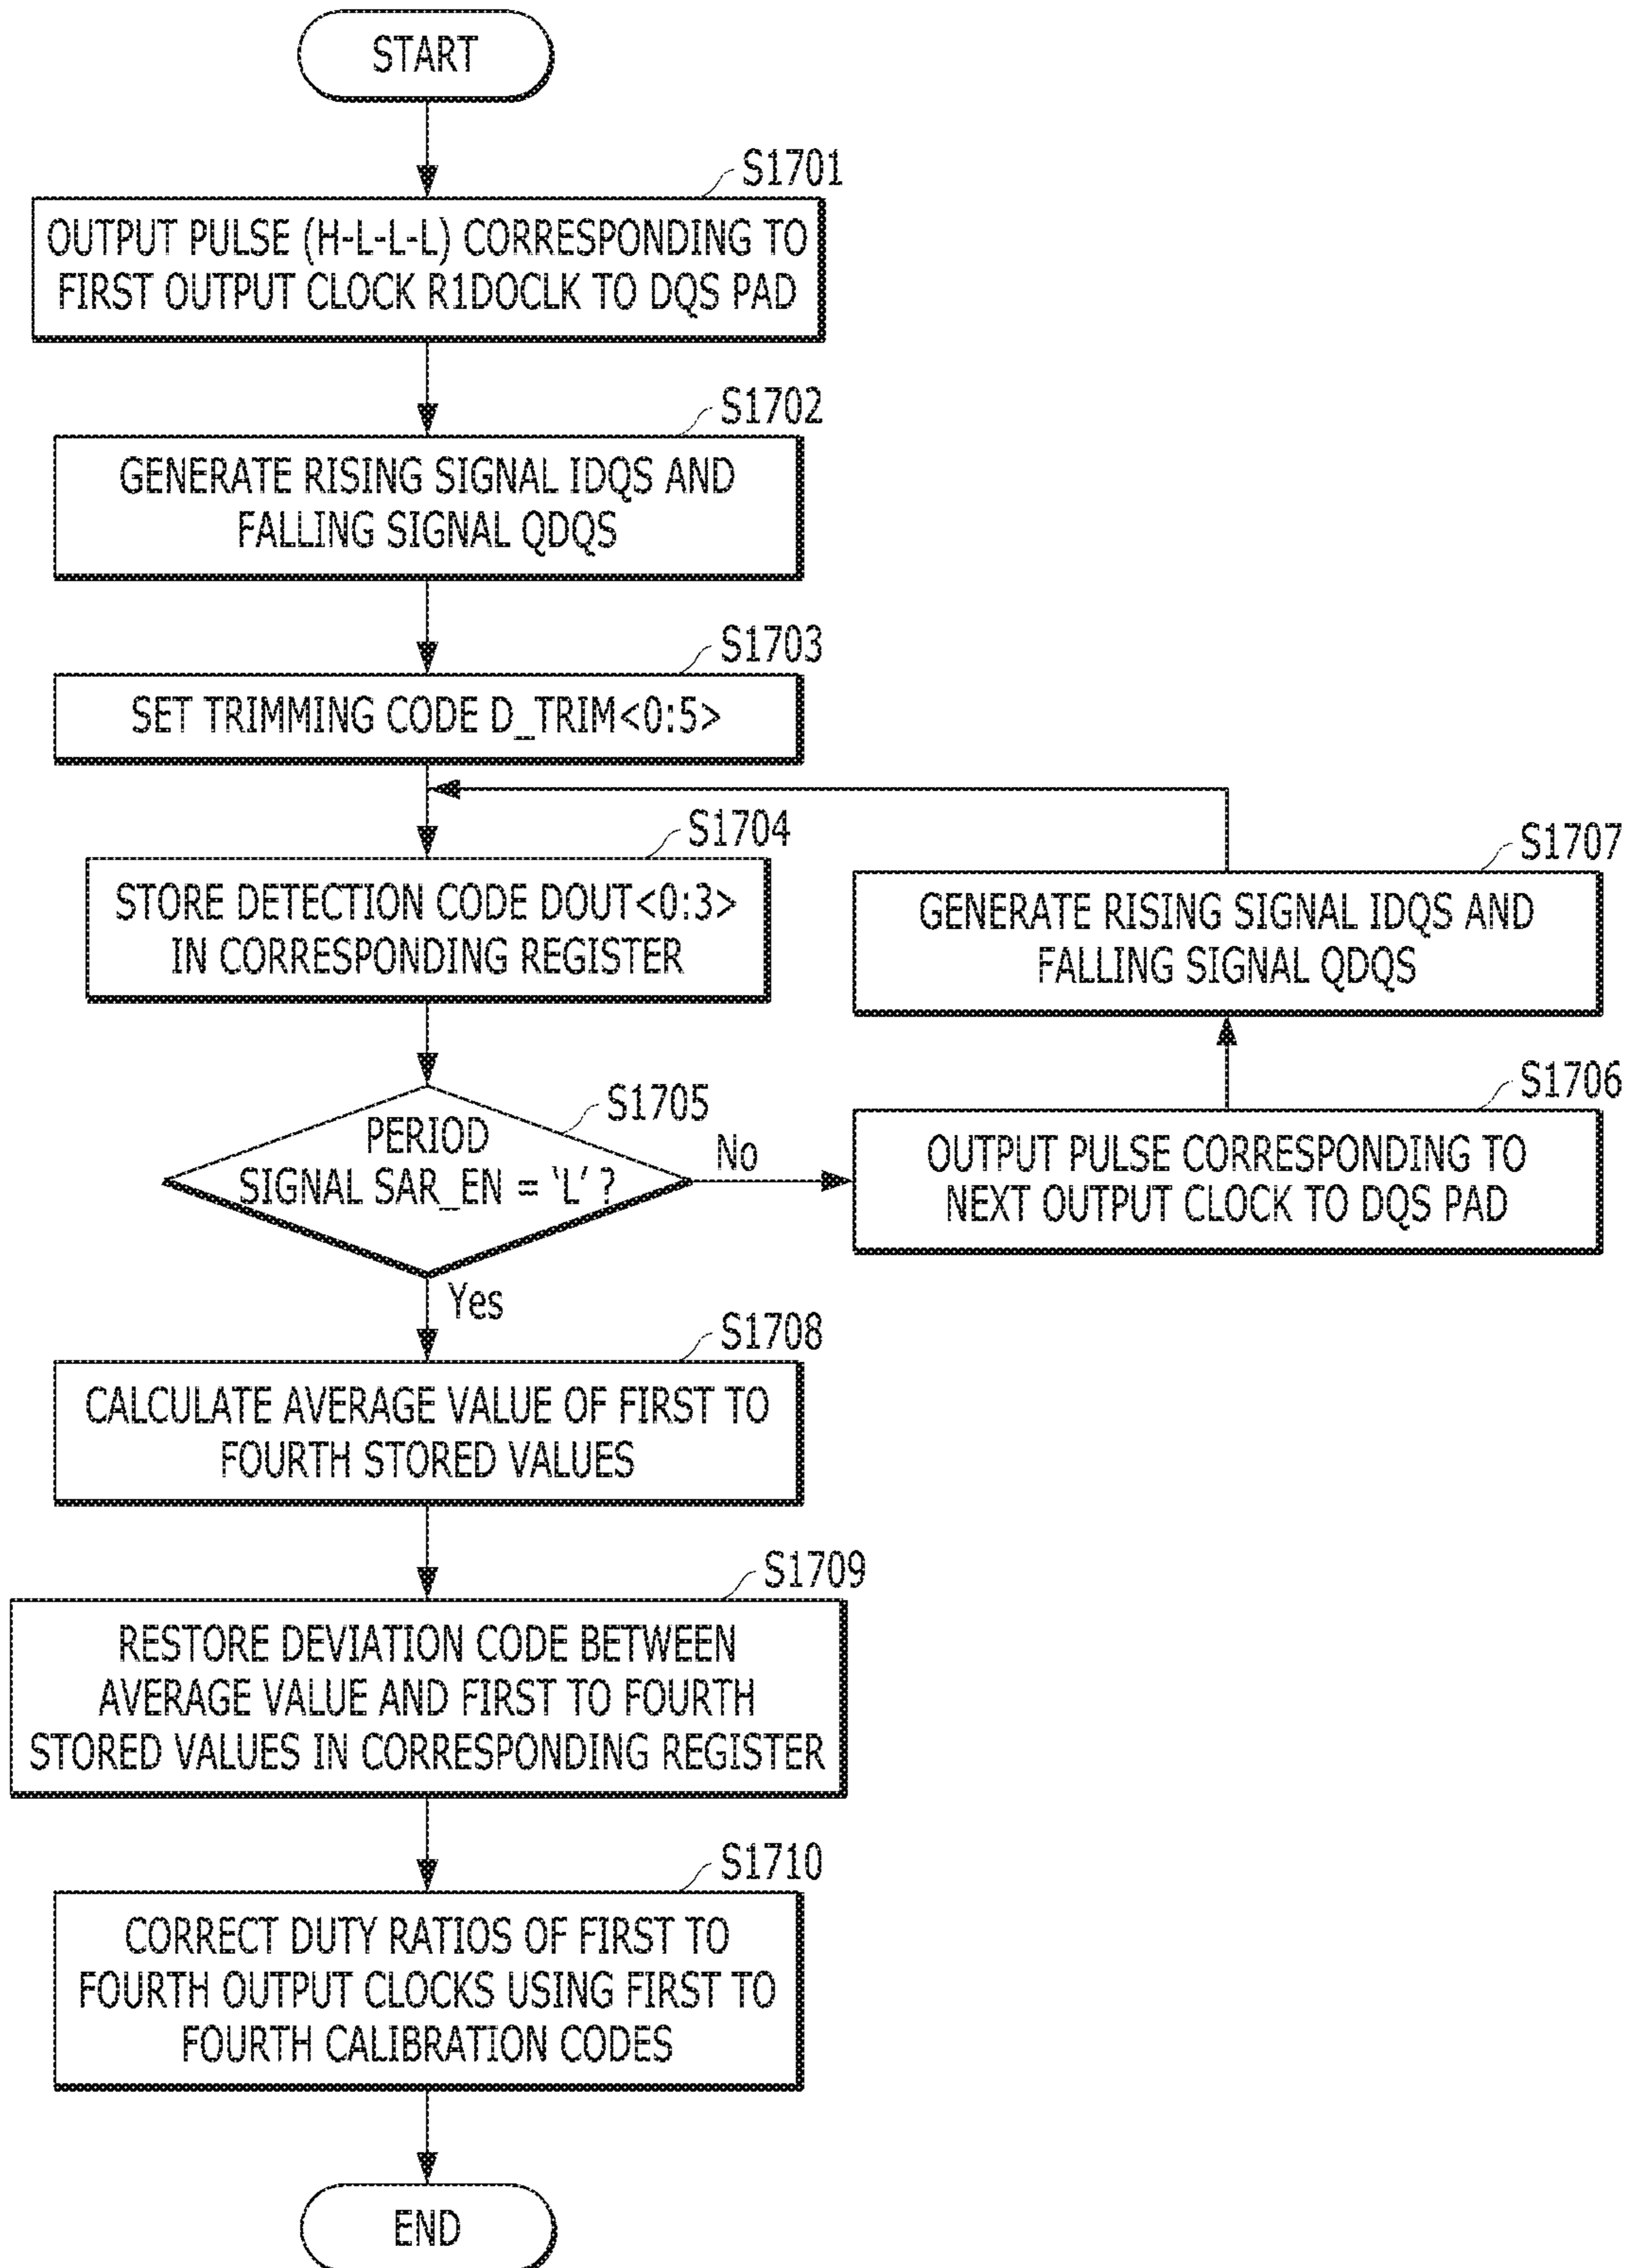 START
S1701
OUTPUT PULSE (H-L-L-L) CORRESPONDING TO
FIRST OUTPUT CLOCK R1DOCLK TO DQS PAD
S1702
GENERATE RISING SIGNAL IDQS AND
FALLING SIGNAL QDQS
S1703
SET TRIMMING CODE D_TRIM<0:5>
S1704
STORE DETECTION CODE DOUT<0:3>
IN CORRESPONDING REGISTER
S1707
GENERATE RISING SIGNAL IDQS AND
FALLING SIGNAL QDQS
S1705
PERIOD
SIGNAL SAR_EN = ‘L’ ?
No
S1706
OUTPUT PULSE CORRESPONDING TO
NEXT OUTPUT CLOCK TO DQS PAD
Yes
S1708
CALCULATE AVERAGE VALUE OF FIRST TO
FOURTH STORED VALUES
S1709
RESTORE DEVIATION CODE BETWEEN
AVERAGE VALUE AND FIRST TO FOURTH
STORED VALUES IN CORRESPONDING REGISTER
S1710
CORRECT DUTY RATIOS OF FIRST TO
FOURTH OUTPUT CLOCKS USING FIRST TO
FOURTH CALIBRATION CODES
END